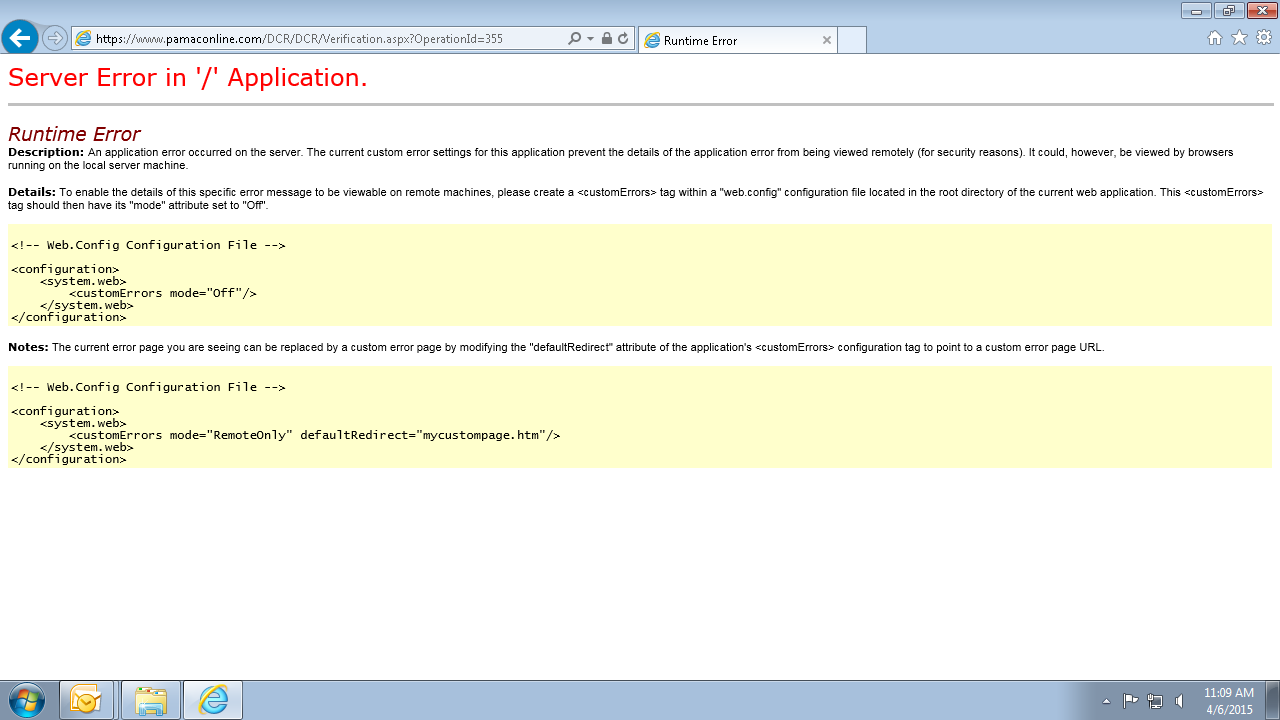 https://www.pamaconline.com/DCR/DCR/Verification.aspx?OperationId=355
Runtime Error
Server Error in '/' Application.
Runtime Error
Description: An application error occurred on the server. The current custom error settings for this application prevent the details of the application error from being viewed remotely (for security reasons). It could, however, be viewed by browsers
running on the local server machine.
Details: To enable the details of this specific error message to be viewable on remote machines, please create a <customErrors> tag within a "web.config" configuration file located in the root directory of the current web application. This <customErrors>
tag should then have its "mode" attribute set to "Off".
<!-- Web.Config Configuration File -->
<configuration>
    <system.web>
        <customErrors mode="Off"/>
    </system.web>
</configuration>
Notes: The current error page you are seeing can be replaced by a custom error page by modifying the "defaultRedirect" attribute of the application's <customErrors> configuration tag to point to a custom error page URL.
<!-- Web.Config Configuration File -->
<configuration>
    <system.web>
        <customErrors mode="RemoteOnly" defaultRedirect="mycustompage.htm"/>
    </system.web>
</configuration>
11:09 AM
4/6/2015